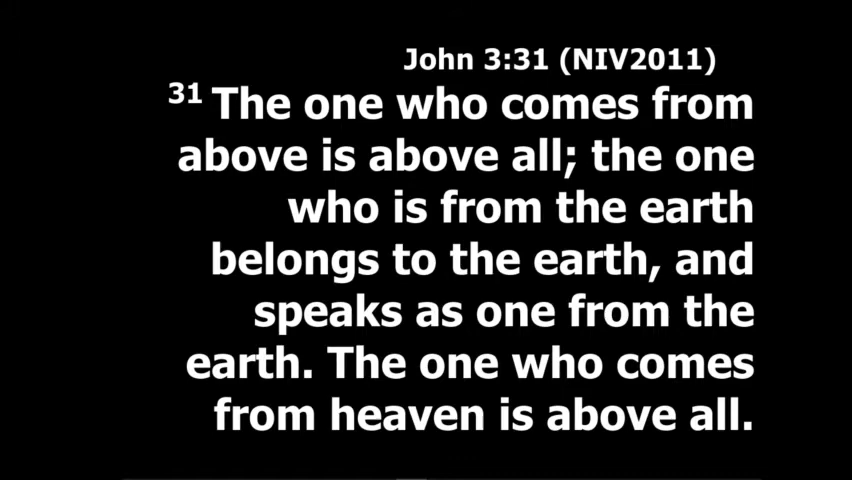 John 3:31 (NIV2011)
31 The one who comes from
above is above all; the one
who is from the earth
belongs to the earth, and
speaks as one from the
earth. The one who comes
from heaven is above all.